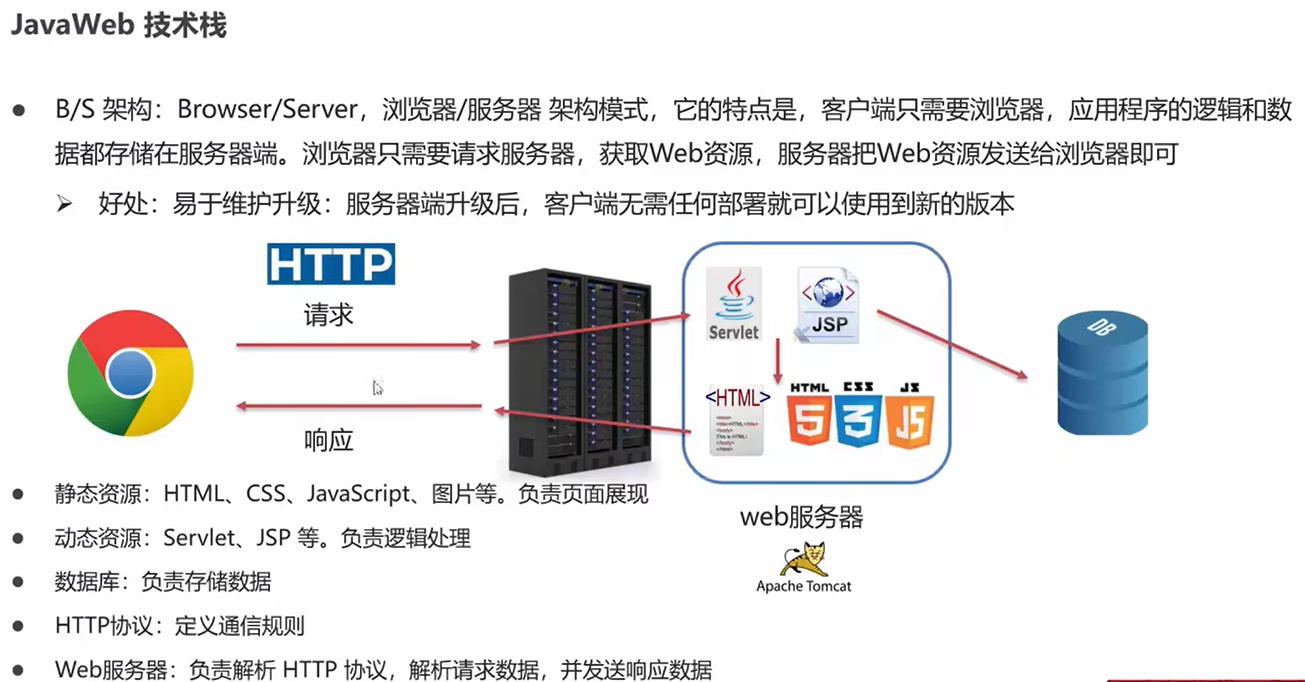 JavaWeb 技术栈
● B/S 架构：Browser/Server，浏览器/服务器 架构模式，它的特点是，客户端只需要浏览器，应用程序的逻辑和数
据都存储在服务器端。浏览器只需要请求服务器，获取Web资源，服务器把Web资源发送给浏览器即可
➢ 好处：易于维护升级：服务器端升级后，客户端无需任何部署就可以使用到新的版本
HTTP
请求
响应
Servlet
JSP
<HTML>
<html>
<title>HTML</title>
<body>
This is HTML!
</body>
</html>
HTML CSS JS
5 3 JS
DB
web服务器
Apache Tomcat
● 静态资源：HTML、CSS、JavaScript、图片等。负责页面展现
● 动态资源：Servlet、JSP 等。负责逻辑处理
● 数据库：负责存储数据
● HTTP协议：定义通信规则
● Web服务器：负责解析 HTTP 协议，解析请求数据，并发送响应数据